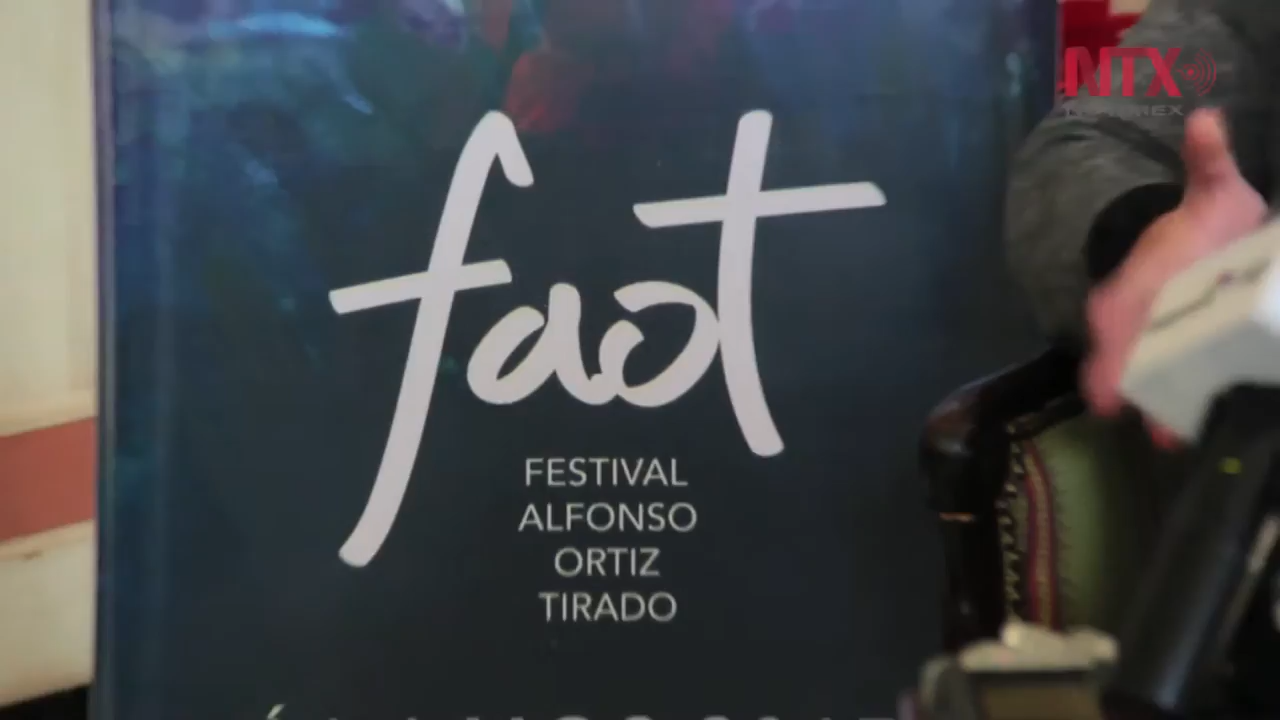 NTX
faot
FESTIVAL
ALFONSO
ORTIZ
TIRADO